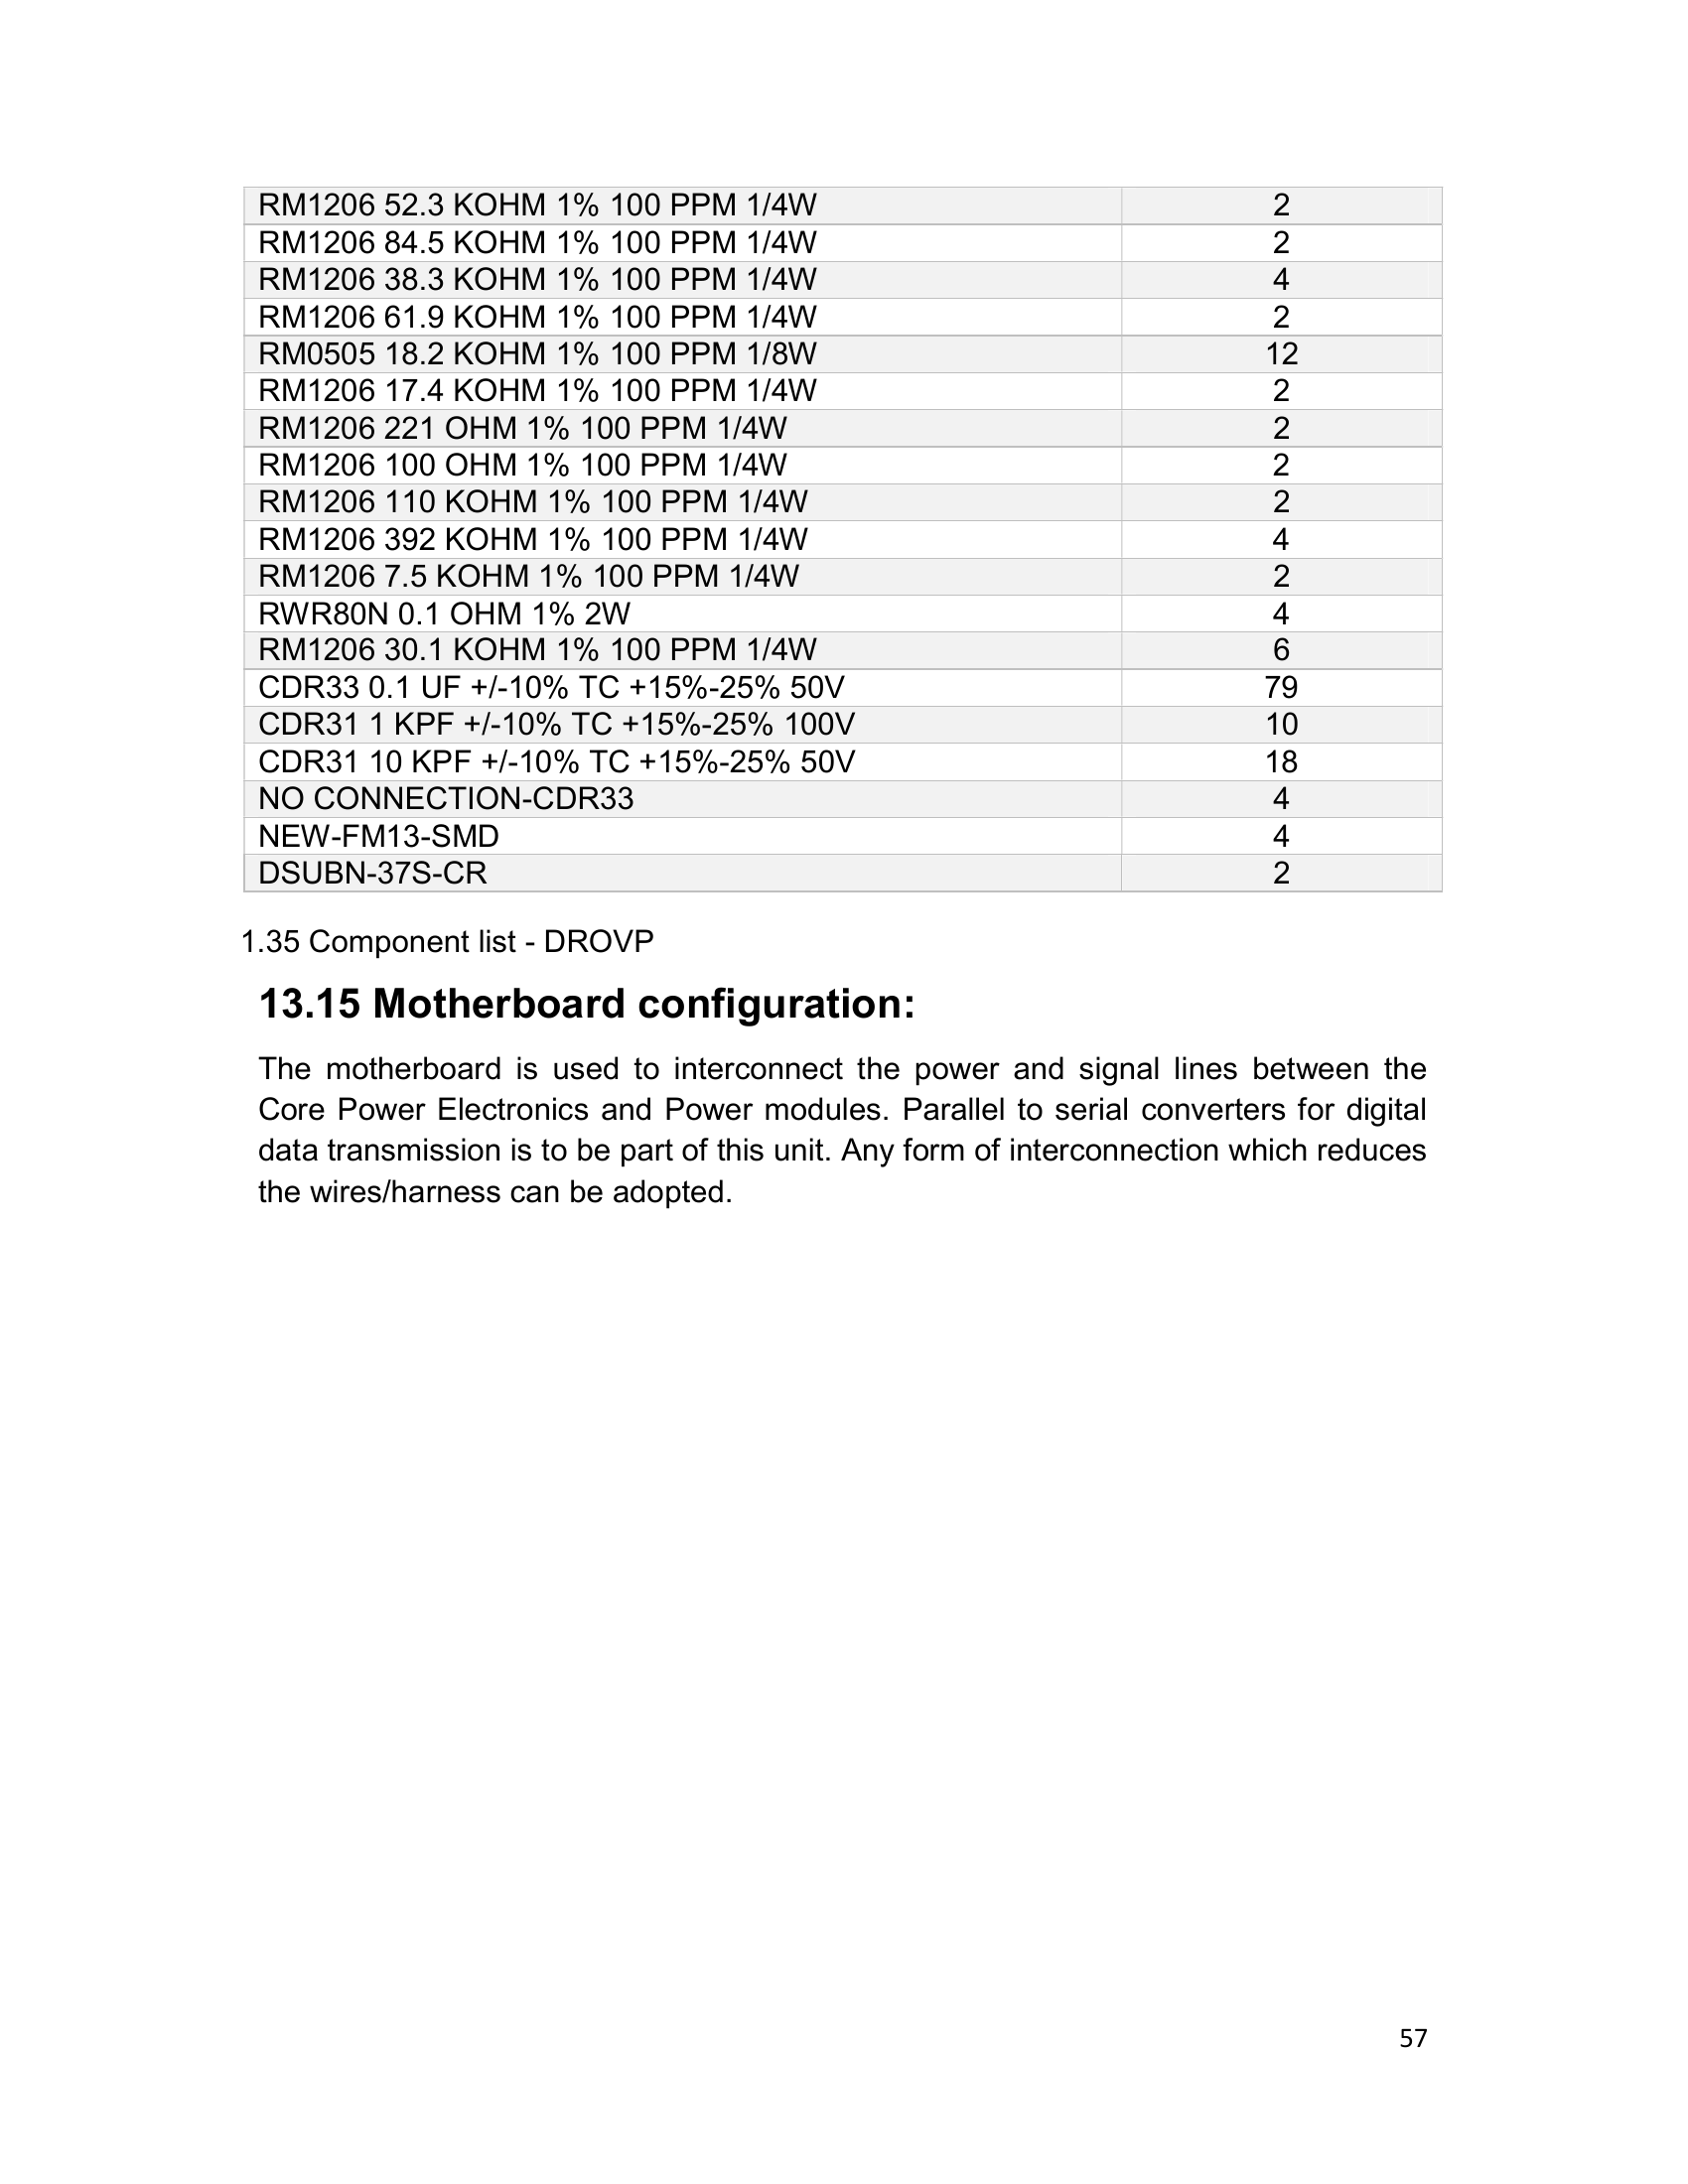 RM1206 52.3 KOHM 1% 100 PPM 1/4W 2
RM1206 84.5 KOHM 1% 100 PPM 1/4W 2
RM1206 38.3 KOHM 1% 100 PPM 1/4W 4
RM1206 61.9 KOHM 1% 100 PPM 1/4W 2
RM0505 18.2 KOHM 1% 100 PPM 1/8W 12
RM1206 17.4 KOHM 1% 100 PPM 1/4W 2
RM1206 221 OHM 1% 100 PPM 1/4W 2
RM1206 100 OHM 1% 100 PPM 1/4W 2
RM1206 110 KOHM 1% 100 PPM 1/4W 2
RM1206 392 KOHM 1% 100 PPM 1/4W 4
RM1206 7.5 KOHM 1% 100 PPM 1/4W 2
RWR80N 0.1 OHM 1% 2W 4
RM1206 30.1 KOHM 1% 100 PPM 1/4W 6
CDR33 0.1 UF +/-10% TC +15%-25% 50V 79
CDR31 1 KPF +/-10% TC +15%-25% 100V 10
CDR31 10 KPF +/-10% TC +15%-25% 50V 18
NO CONNECTION-CDR33 4
NEW-FM13-SMD 4
DSUBN-37S-CR 2
1.35 Component list - DROVP
13.15 Motherboard configuration:
The motherboard is used to interconnect the power and signal lines between the
Core Power Electronics and Power modules. Parallel to serial converters for digital
data transmission is to be part of this unit. Any form of interconnection which reduces
the wires/harness can be adopted.
57